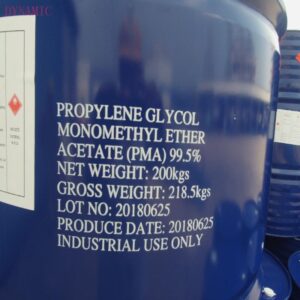 DYNAMIC
PROPYLENE GLYCOL
MONOMETHYL ETHER
ACETATE (PMA) 99.5%
NET WEIGHT: 200kgs
GROSS WEIGHT: 218.5kgs
LOT NO: 20180625
PRODUCE DATE: 20180625
INDUSTRIAL USE ONLY